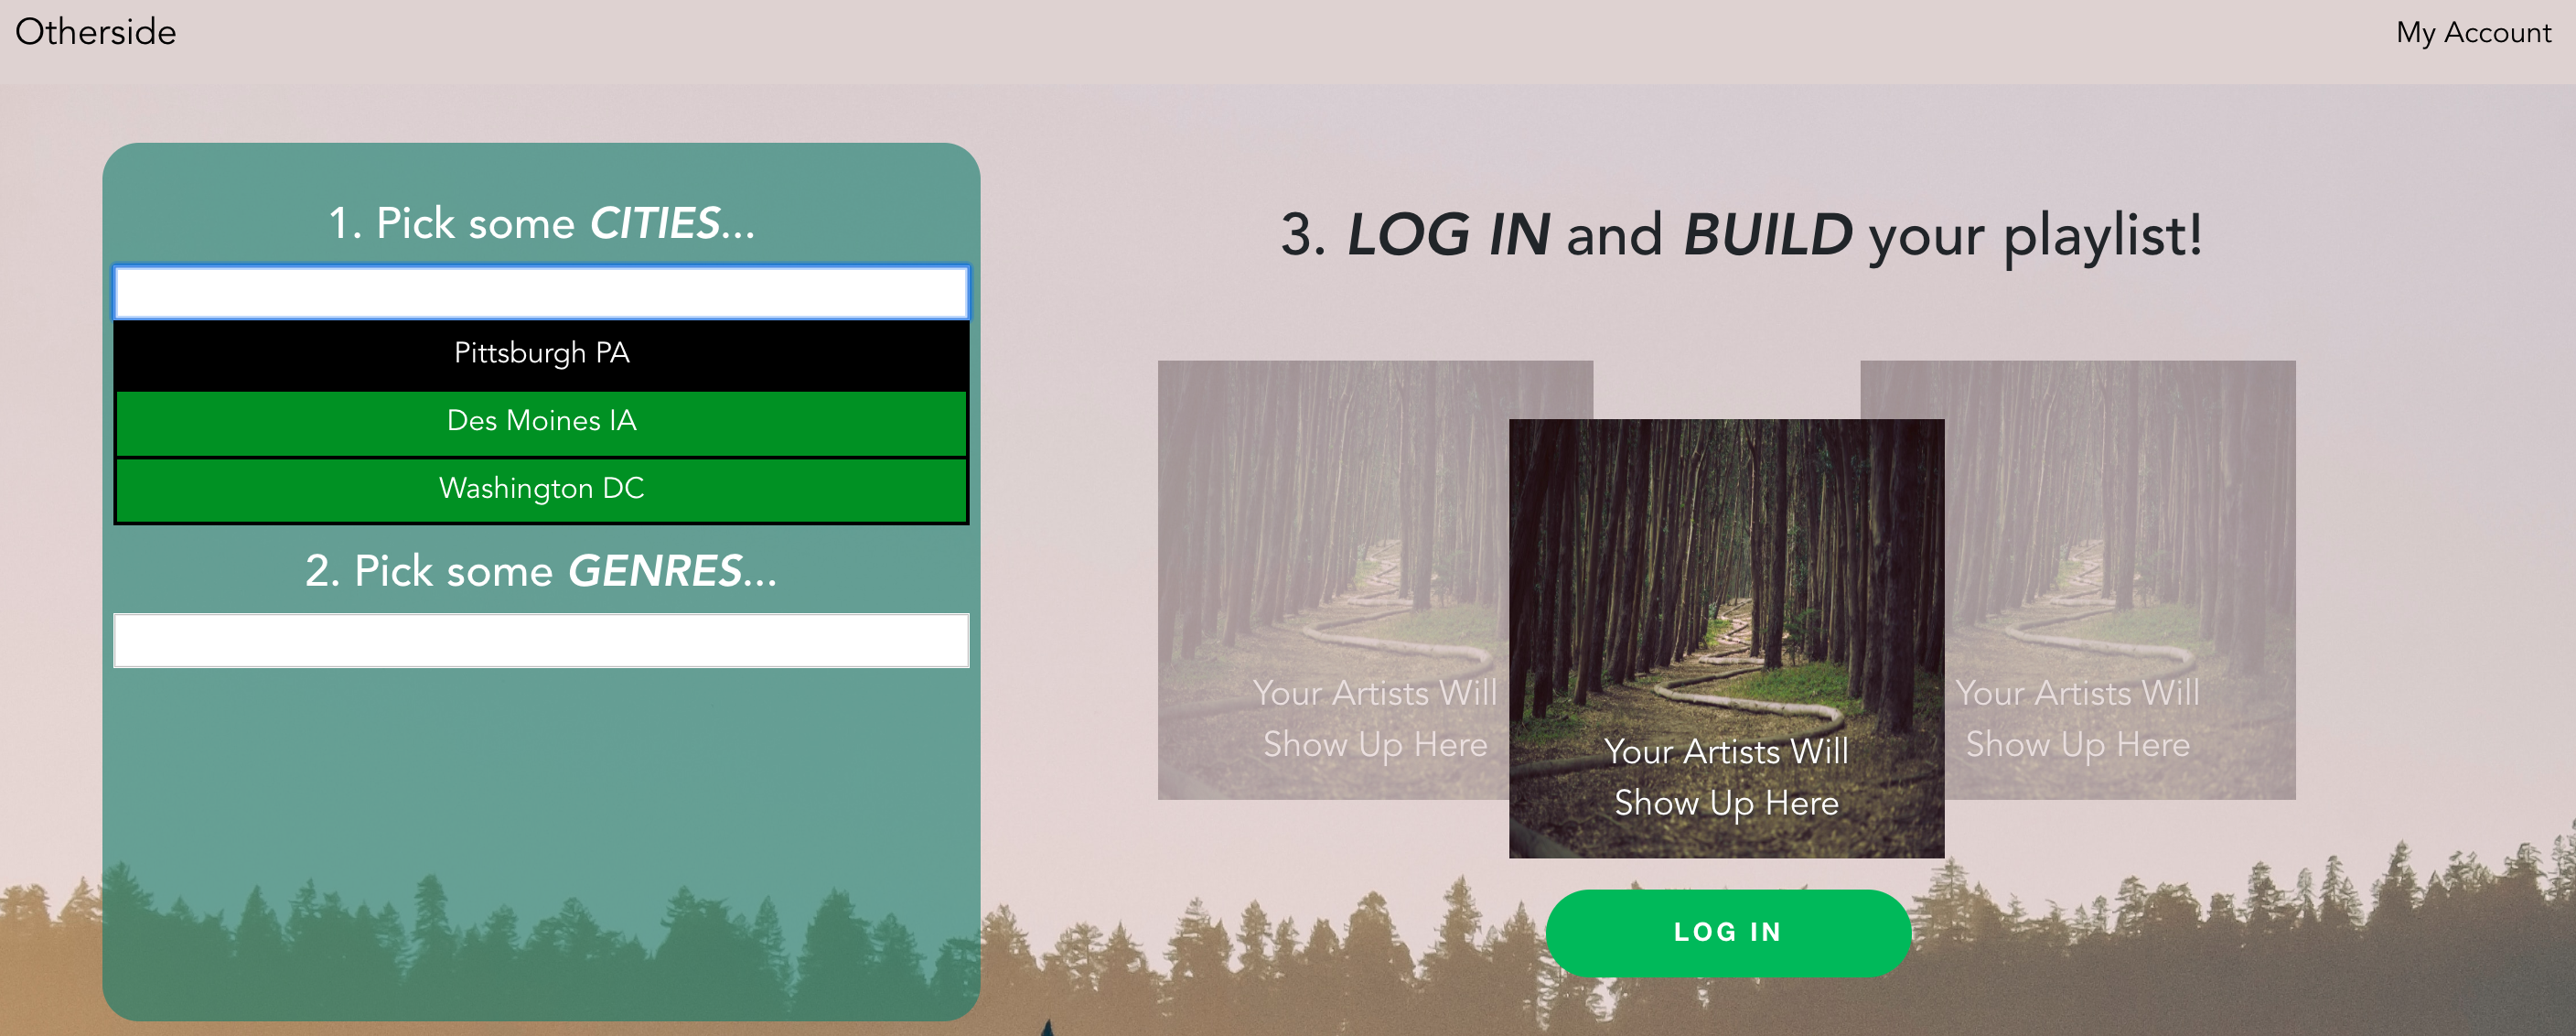 Otherside
My Account
1. Pick some CITIES...
Pittsburgh PA
Des Moines IA
Washington DC
2. Pick some GENRES...
3. LOG IN and BUILD your playlist!
Your Artists Will
Show Up Here
Your Artists Will
Show Up Here
Your Artists Will
Show Up Here
LOG IN